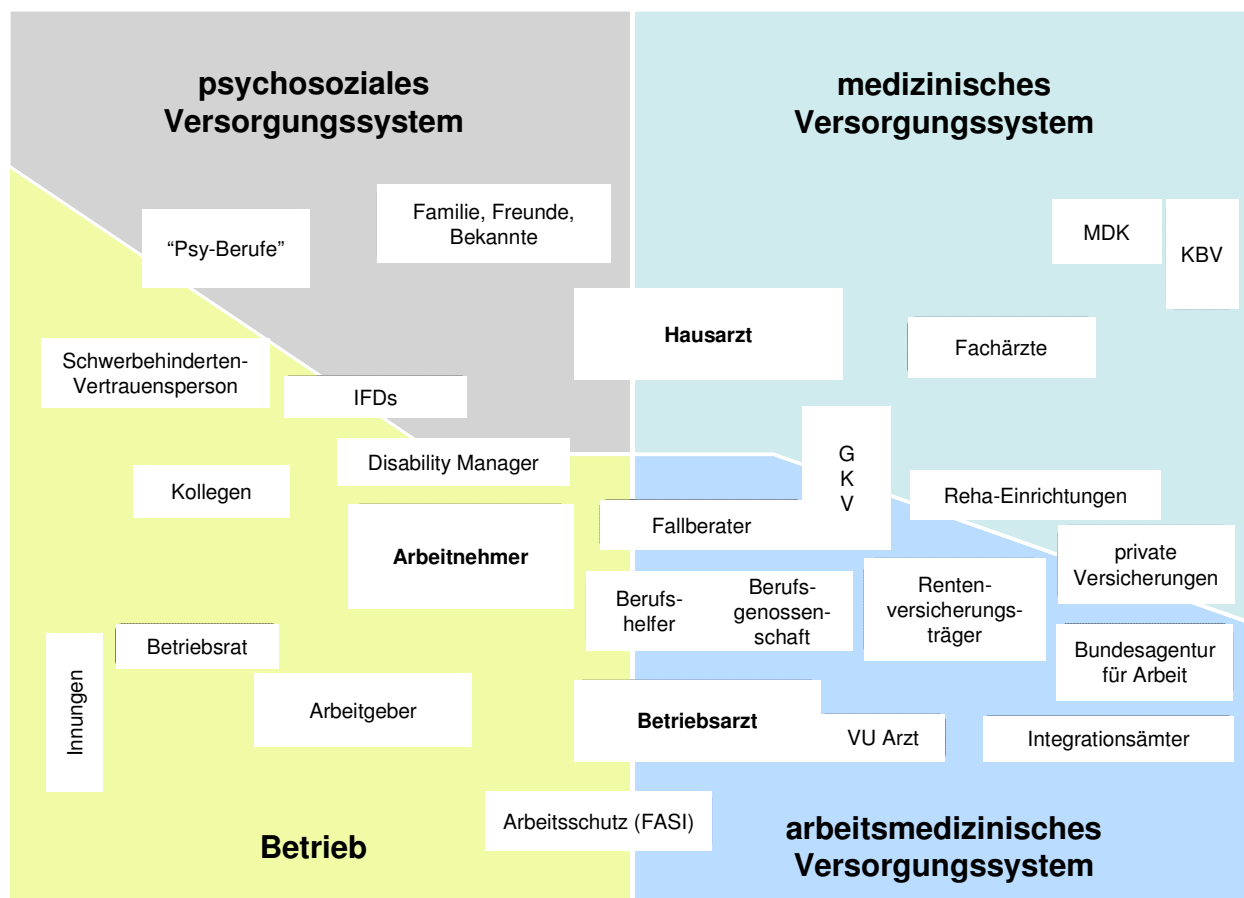 psychosoziales
Versorgungssystem
medizinisches
Versorgungssystem
“Psy-Berufe”
Familie, Freunde,
Bekannte
MDK
KBV
Hausarzt
Fachärzte
Schwerbehinderten-
Vertrauensperson
IFDs
Disability Manager
Kollegen
G
K
V
Fallberater
Reha-Einrichtungen
Arbeitnehmer
private
Versicherungen
Berufs-
helfer
Berufs-
genossen-
schaft
Renten-
versicherungs-
träger
Bundesagentur
für Arbeit
Betriebsrat
Innungen
Arbeitgeber
Betriebsarzt
VU Arzt
Integrationsämter
Arbeitsschutz (FASI)
Betrieb
arbeitsmedizinisches
Versorgungssystem